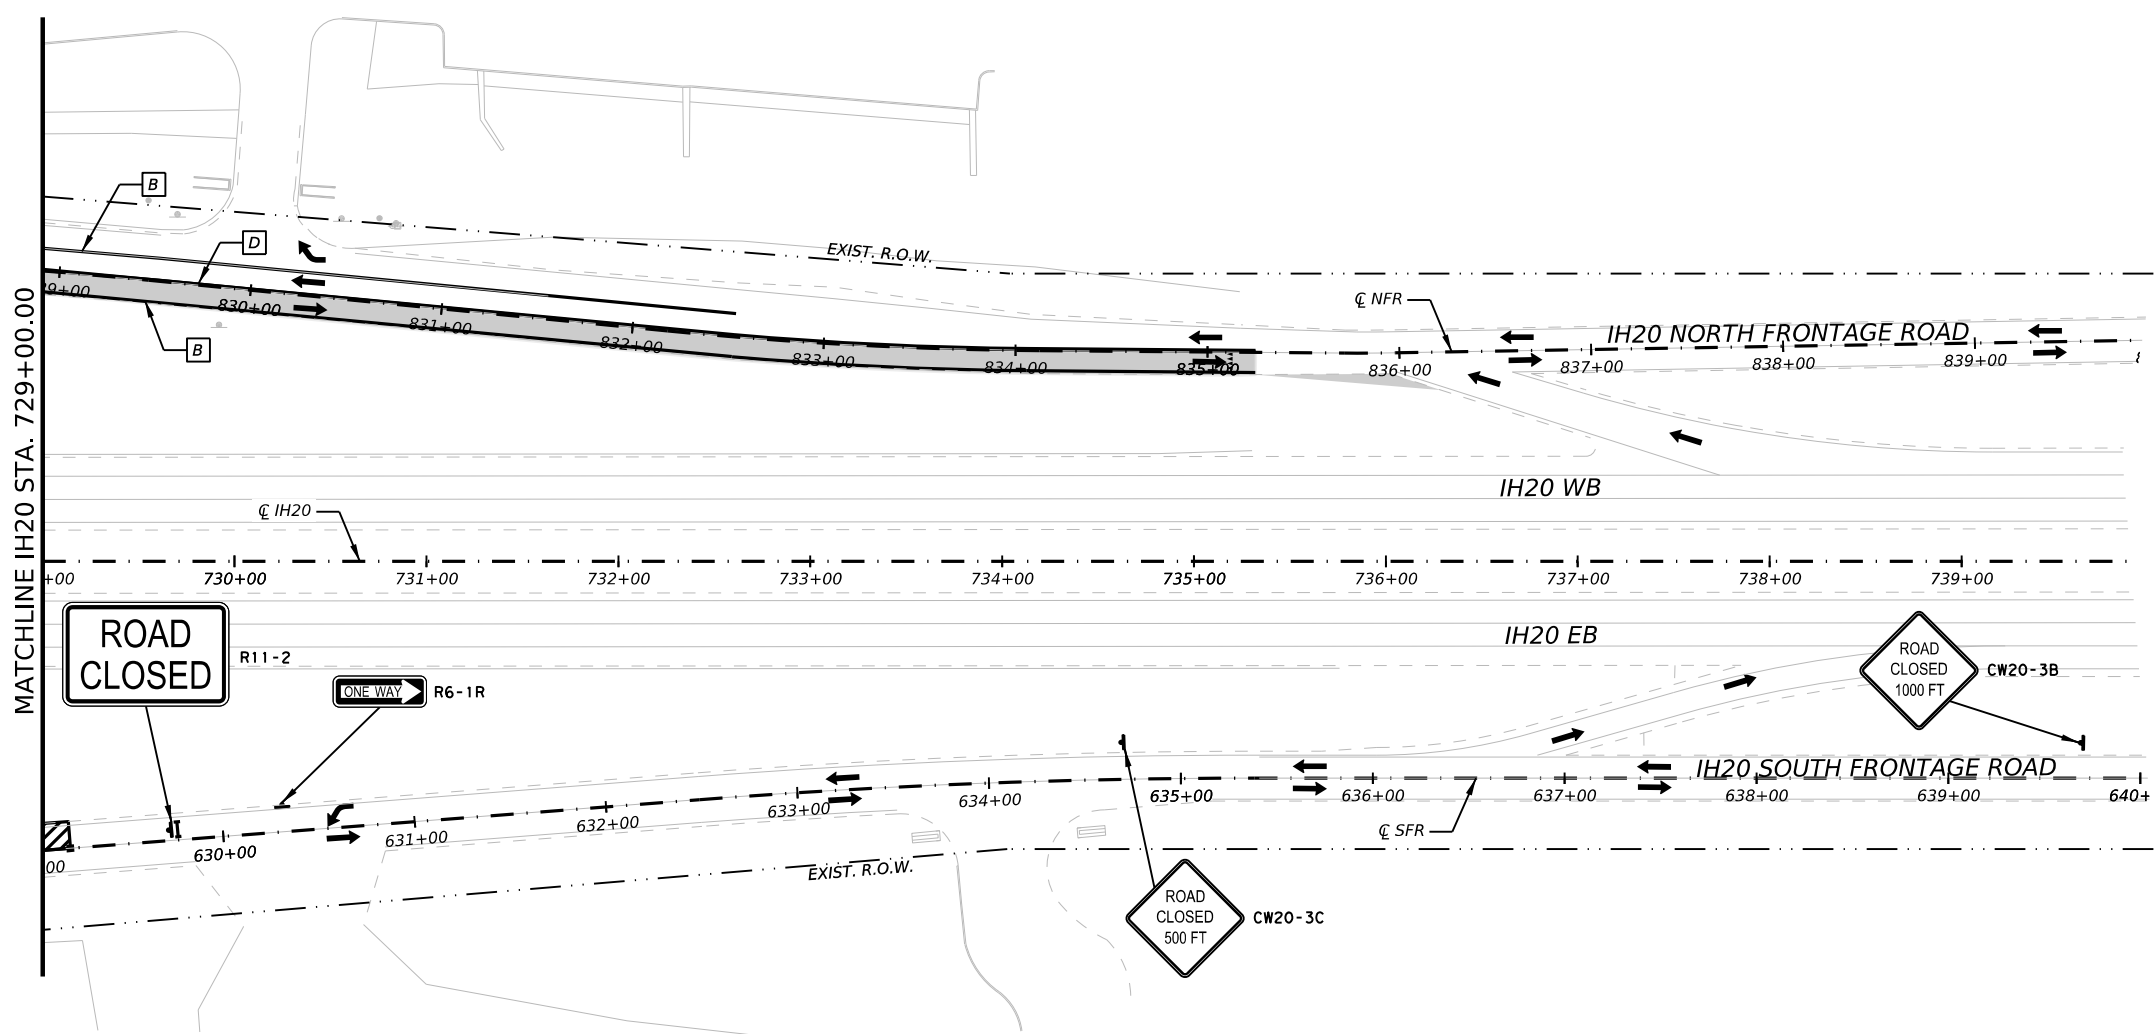 MATCHLINE IH20 STA. 729+00.00
B
D
EXIST. R.O.W.
℄ NFR
IH20 NORTH FRONTAGE ROAD
29+00
830+00
831+00
832+00
833+00
834+00
835+00
836+00
837+00
838+00
839+00
8
B
IH20 WB
℄ IH20
+00
730+00
731+00
732+00
733+00
734+00
735+00
736+00
737+00
738+00
739+00
ROAD
CLOSED
R11-2
ONE WAY
R6-1R
IH20 EB
ROAD
CLOSED
1000 FT
CW20-3B
IH20 SOUTH FRONTAGE ROAD
00
630+00
631+00
632+00
633+00
634+00
635+00
636+00
637+00
638+00
639+00
640+
℄ SFR
EXIST. R.O.W.
ROAD
CLOSED
500 FT
CW20-3C